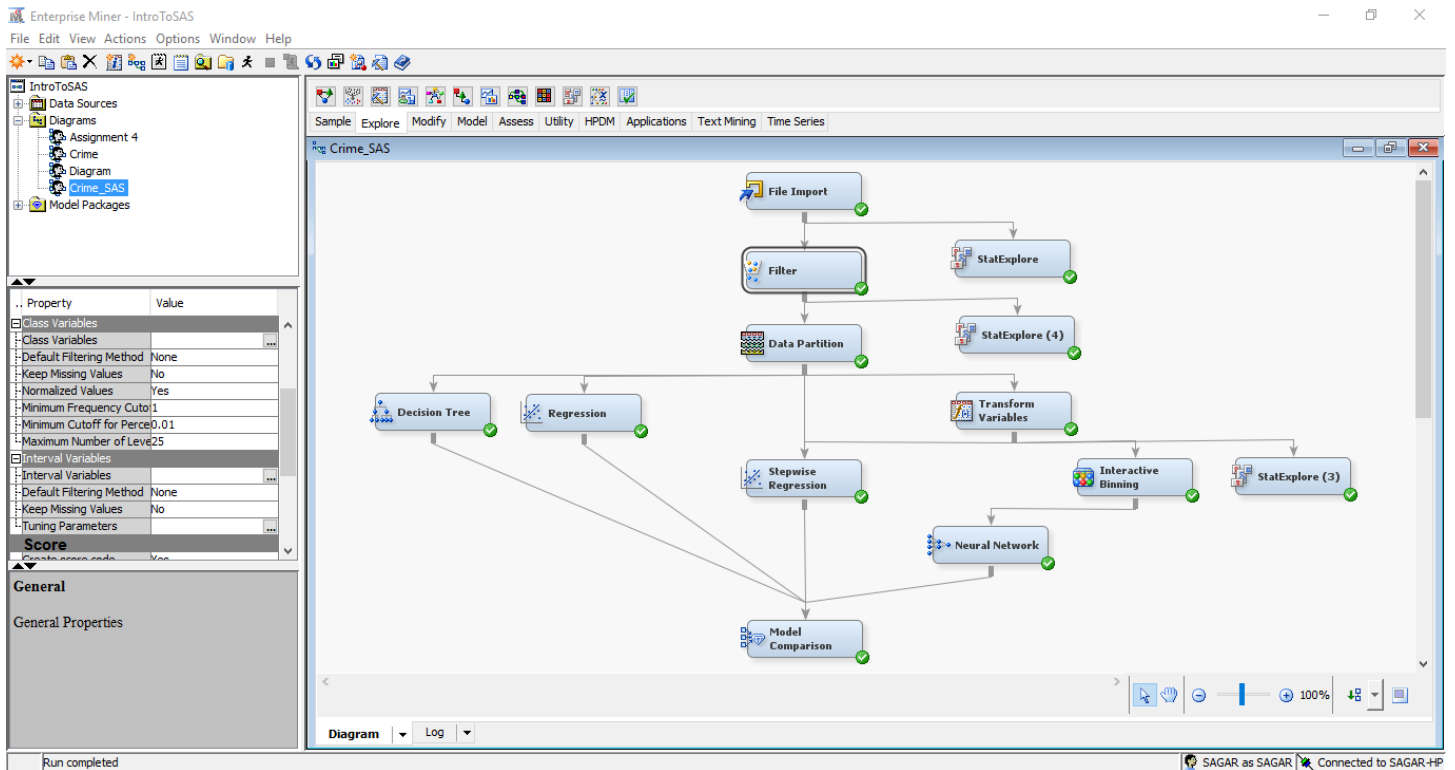 Enterprise Miner - IntroToSAS
File Edit View Actions Options Window Help
IntroToSAS
Data Sources
Diagrams
Assignment 4
Crime
Diagram
Crime_SAS
Model Packages
.. Property Value
Class Variables
Class Variables ...
Default Filtering Method None
Keep Missing Values No
Normalized Values Yes
Minimum Frequency Cuto 1
Minimum Cutoff for Perce 0.01
Maximum Number of Leve 25
Interval Variables
Interval Variables ...
Default Filtering Method None
Keep Missing Values No
Tuning Parameters ...
Score
Create score code Yes
General
General Properties
Sample Explore Modify Model Assess Utility HPDM Applications Text Mining Time Series
Crime_SAS
File Import
StatExplore
Filter
StatExplore (4)
Data Partition
Decision Tree
Regression
Transform
Variables
Stepwise
Regression
Interactive
Binning
StatExplore (3)
Neural Network
Model
Comparison
100%
Diagram Log
Run completed
SAGAR as SAGAR Connected to SAGAR-HP